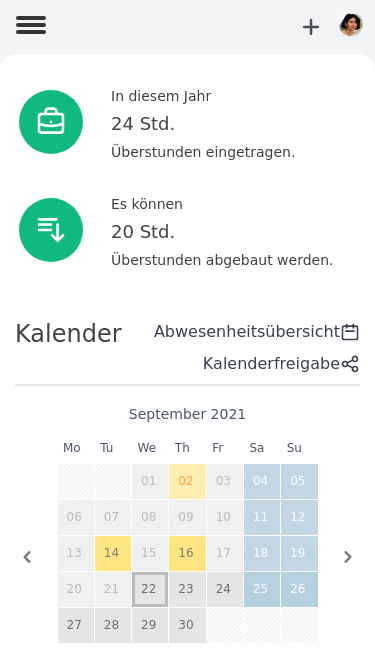 In diesem Jahr
24 Std.
Überstunden eingetragen.
Es können
20 Std.
Überstunden abgebaut werden.
Kalender
Abwesenheitsübersicht
Kalenderfreigabe
September 2021
Mo Tu We Th Fr Sa Su
01 02 03 04 05
06 07 08 09 10 11 12
13 14 15 16 17 18 19
20 21 22 23 24 25 26
27 28 29 30